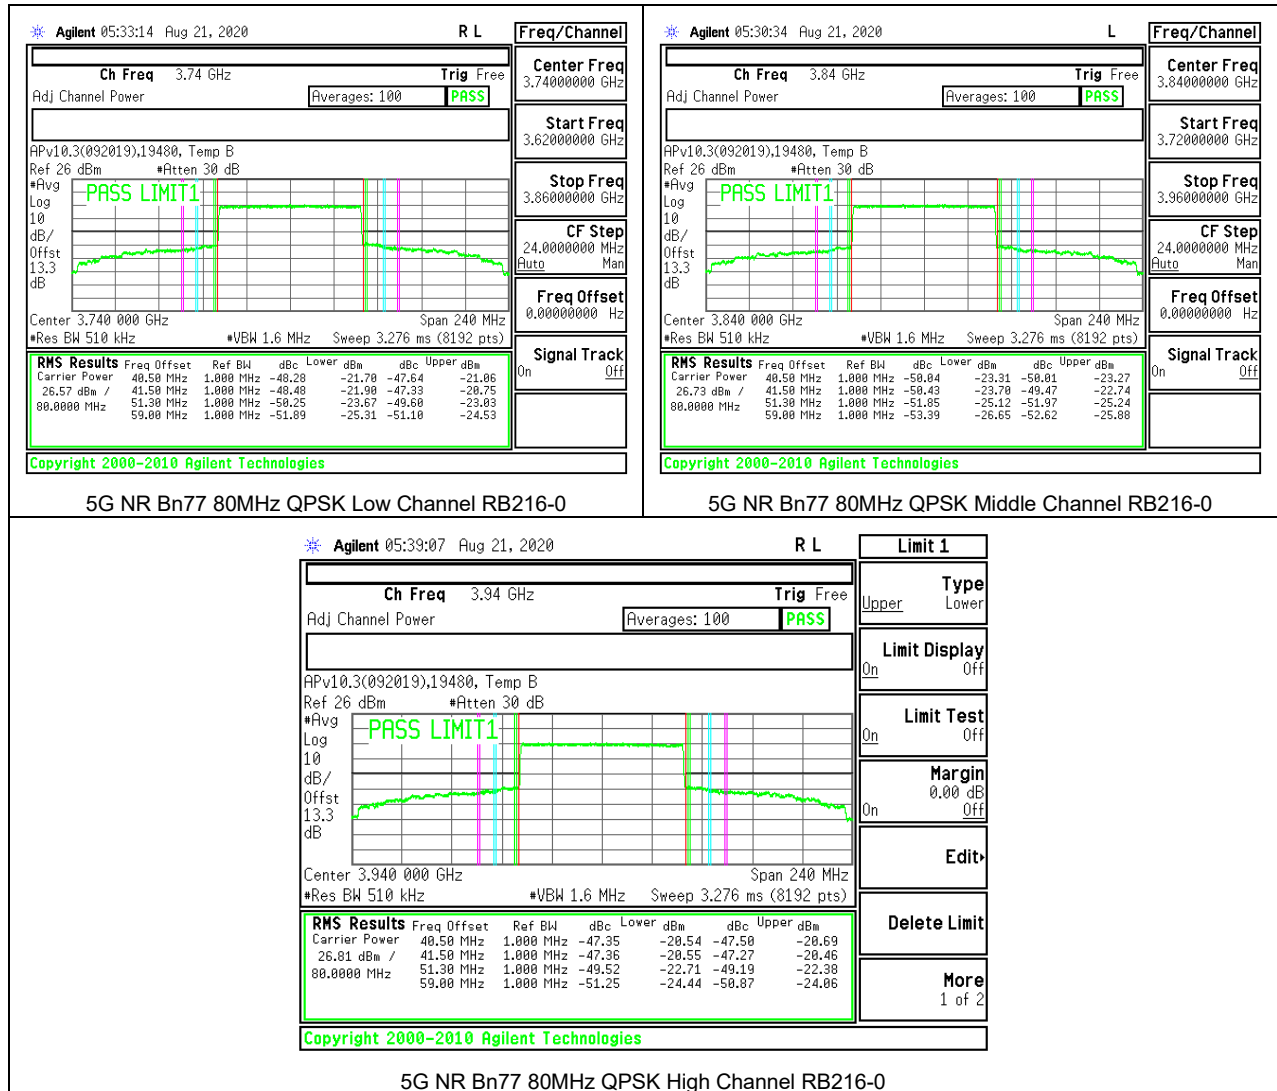 Agilent 05:33:14 Aug 21, 2020 R L
Freq/Channel
Ch Freq 3.74 GHz Trig Free
Adj Channel Power Averages: 100 PASS
APv10.3(092019),19480, Temp B
Ref 26 dBm #Atten 30 dB
#Avg
Log
10
dB/
Offst
13.3
dB
PASS LIMIT1
Center 3.740 000 GHz Span 240 MHz
#Res BW 510 kHz #VBW 1.6 MHz Sweep 3.276 ms (8192 pts)
RMS Results Freq Offset Ref BW dBc Lower dBm dBc Upper dBm
Carrier Power 40.50 MHz 1.000 MHz -48.28 -21.70 -47.64 -21.06
26.57 dBm / 41.50 MHz 1.000 MHz -48.48 -21.90 -47.33 -20.75
80.0000 MHz 51.30 MHz 1.000 MHz -50.25 -23.67 -49.60 -23.03
59.00 MHz 1.000 MHz -51.89 -25.31 -51.10 -24.53
Copyright 2000-2010 Agilent Technologies
Center Freq
3.74000000 GHz
Start Freq
3.62000000 GHz
Stop Freq
3.86000000 GHz
CF Step
24.0000000 MHz
Auto Man
Freq Offset
0.00000000 Hz
Signal Track
On Off
5G NR Bn77 80MHz QPSK Low Channel RB216-0
Agilent 05:30:34 Aug 21, 2020 L
Freq/Channel
Ch Freq 3.84 GHz Trig Free
Adj Channel Power Averages: 100 PASS
APv10.3(092019),19480, Temp B
Ref 26 dBm #Atten 30 dB
#Avg
Log
10
dB/
Offst
13.3
dB
PASS LIMIT1
Center 3.840 000 GHz Span 240 MHz
#Res BW 510 kHz #VBW 1.6 MHz Sweep 3.276 ms (8192 pts)
RMS Results Freq Offset Ref BW dBc Lower dBm dBc Upper dBm
Carrier Power 40.50 MHz 1.000 MHz -50.04 -23.31 -50.01 -23.27
26.73 dBm / 41.50 MHz 1.000 MHz -50.43 -23.70 -49.47 -22.74
80.0000 MHz 51.30 MHz 1.000 MHz -51.85 -25.12 -51.97 -25.24
59.00 MHz 1.000 MHz -53.39 -26.65 -52.62 -25.88
Copyright 2000-2010 Agilent Technologies
Center Freq
3.84000000 GHz
Start Freq
3.72000000 GHz
Stop Freq
3.96000000 GHz
CF Step
24.0000000 MHz
Auto Man
Freq Offset
0.00000000 Hz
Signal Track
On Off
5G NR Bn77 80MHz QPSK Middle Channel RB216-0
Agilent 05:39:07 Aug 21, 2020 R L
Limit 1
Ch Freq 3.94 GHz Trig Free
Adj Channel Power Averages: 100 PASS
APv10.3(092019),19480, Temp B
Ref 26 dBm #Atten 30 dB
#Avg
Log
10
dB/
Offst
13.3
dB
PASS LIMIT1
Center 3.940 000 GHz Span 240 MHz
#Res BW 510 kHz #VBW 1.6 MHz Sweep 3.276 ms (8192 pts)
RMS Results Freq Offset Ref BW dBc Lower dBm dBc Upper dBm
Carrier Power 40.50 MHz 1.000 MHz -47.35 -20.54 -47.50 -20.69
26.81 dBm / 41.50 MHz 1.000 MHz -47.36 -20.55 -47.27 -20.46
80.0000 MHz 51.30 MHz 1.000 MHz -49.52 -22.71 -49.19 -22.38
59.00 MHz 1.000 MHz -51.25 -24.44 -50.87 -24.06
Copyright 2000-2010 Agilent Technologies
Type
Upper Lower
Limit Display
On Off
Limit Test
On Off
Margin
0.00 dB
On Off
Edit▸
Delete Limit
More
1 of 2
5G NR Bn77 80MHz QPSK High Channel RB216-0